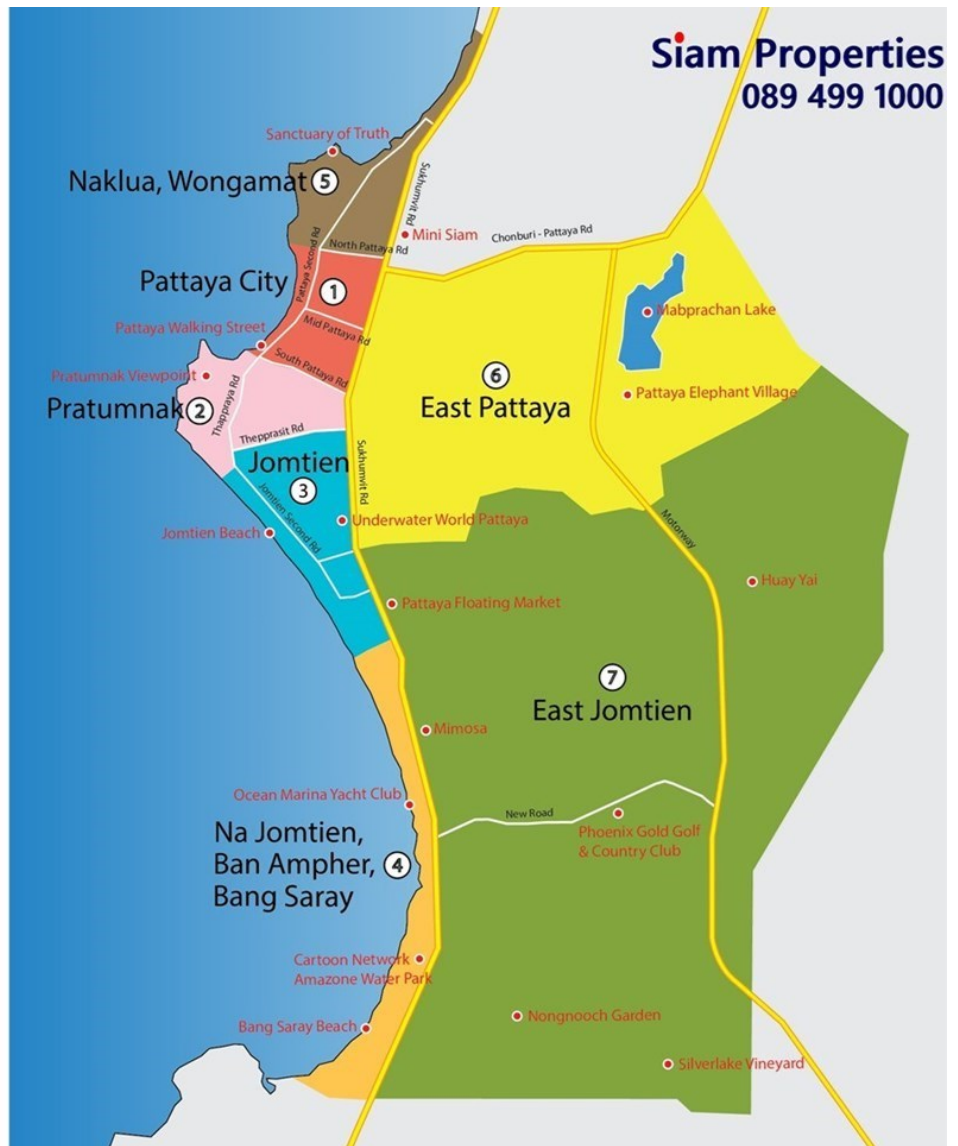 Siam Properties
089 499 1000
Sanctuary of Truth
Naklua, Wongamat 5
Sukhumvit Rd
Mini Siam
Chonburi - Pattaya Rd
North Pattaya Rd
Pattaya Second Rd
Pattaya City
1
Mabprachan Lake
Mid Pattaya Rd
Pattaya Walking Street
South Pattaya Rd
Pratumnak Viewpoint
6
East Pattaya
Pattaya Elephant Village
Pratumnak 2
Thappraya Rd
Thepprasit Rd
Jomtien
3
Sukhumvit Rd
Jomtien Second Rd
Underwater World Pattaya
Jomtien Beach
Motorway
Huay Yai
Pattaya Floating Market
7
East Jomtien
Mimosa
Ocean Marina Yacht Club
New Road
Phoenix Gold Golf
& Country Club
Na Jomtien,
Ban Ampher,
Bang Saray
4
Cartoon Network
Amazone Water Park
Bang Saray Beach
Nongnooch Garden
Silverlake Vineyard